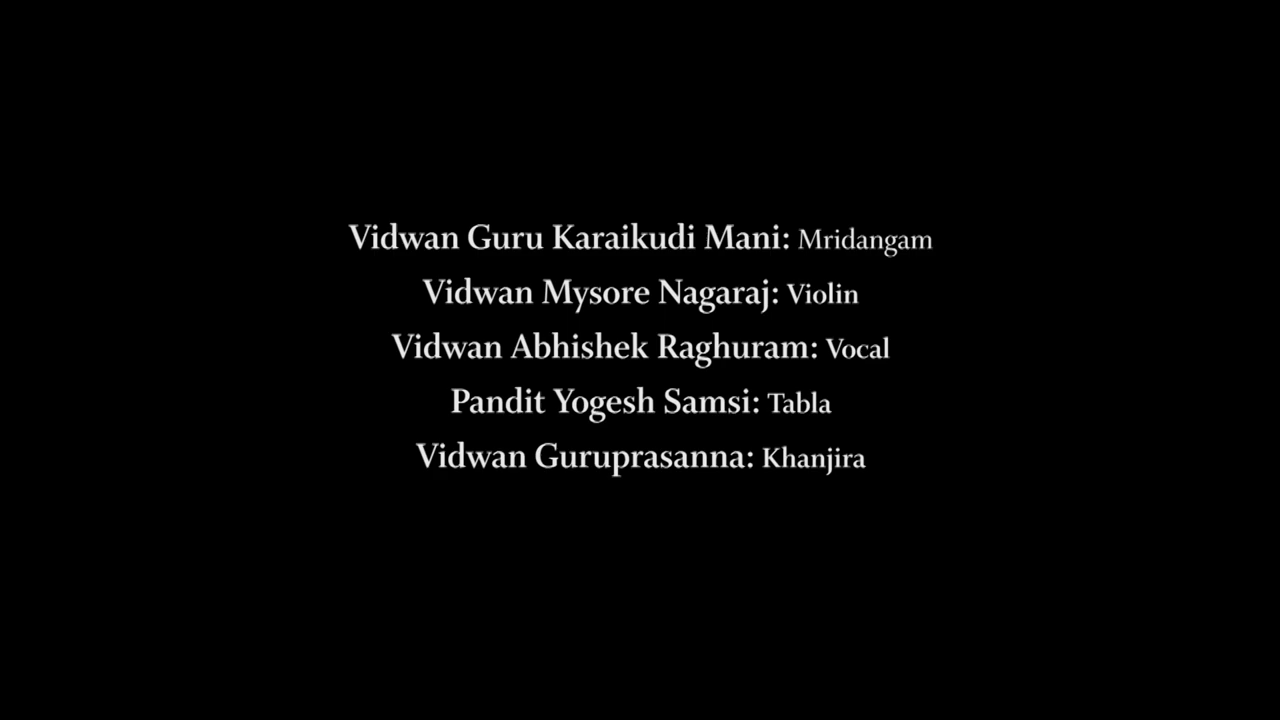 Vidwan Guru Karaikudi Mani: Mridangam
Vidwan Mysore Nagaraj: Violin
Vidwan Abhishek Raghuram: Vocal
Pandit Yogesh Samsi: Tabla
Vidwan Guruprasanna: Khanjira